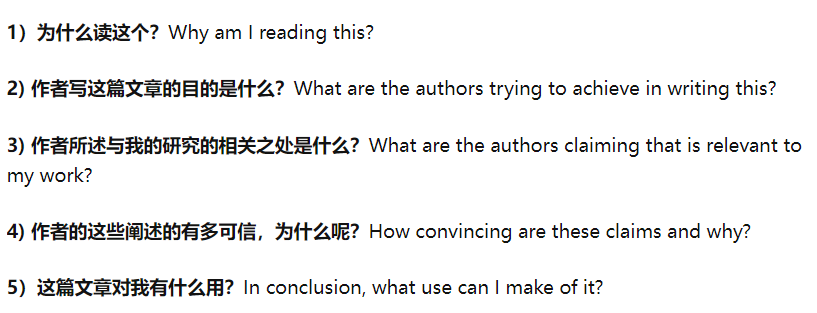 1）为什么读这个？Why am I reading this?
2) 作者写这篇文章的目的是什么？What are the authors trying to achieve in writing this?
3) 作者所述与我的研究的相关之处是什么？What are the authors claiming that is relevant to
my work?
4) 作者的这些阐述的有多可信，为什么呢？How convincing are these claims and why?
5）这篇文章对我有什么用？In conclusion, what use can I make of it?